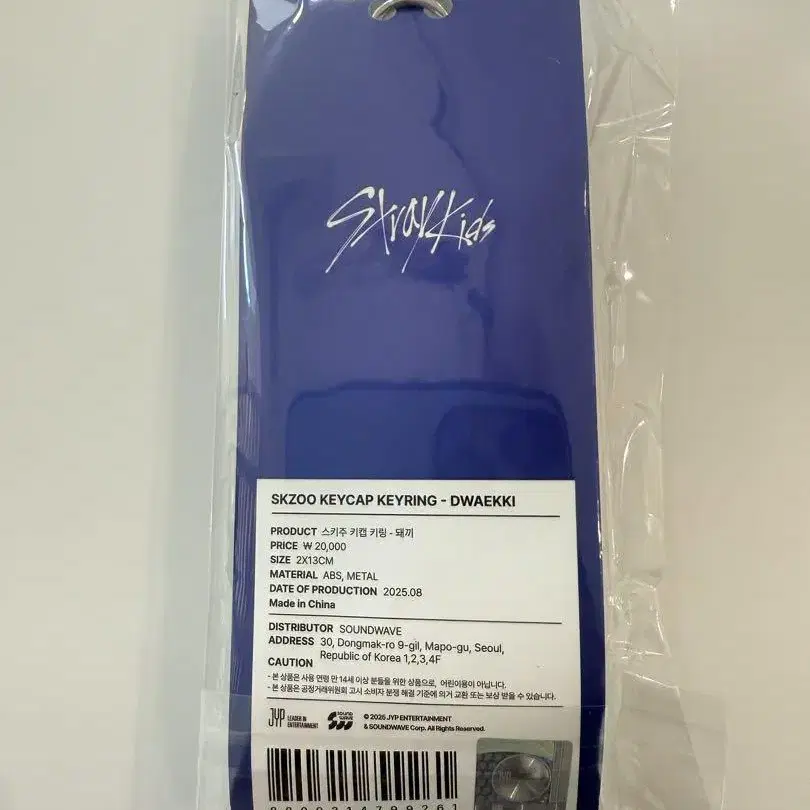 Stray Kids
SKZOO KEYCAP KEYRING - DWAEKKI
PRODUCT 스키주 키캡 키링 - 돼끼
PRICE ₩ 20,000
SIZE 2X13CM
MATERIAL ABS, METAL
DATE OF PRODUCTION 2025.08
Made in China
DISTRIBUTOR SOUNDWAVE
ADDRESS 30, Dongmak-ro 9-gil, Mapo-gu, Seoul,
Republic of Korea 1,2,3,4F
CAUTION
- 본 상품은 사용 연령 만 14세 이상 분들을 위한 상품으로, 어린이용이 아닙니다.
- 본 상품은 공정거래위원회 고시 소비자 분쟁 해결 기준에 의거 교환 또는 보상 받을 수 있습니다.
JYP LEADER IN ENTERTAINMENT
SOUND WAVE
© 2025 JYP ENTERTAINMENT
& SOUNDWAVE Corp. All Rights Reserved.
JYP